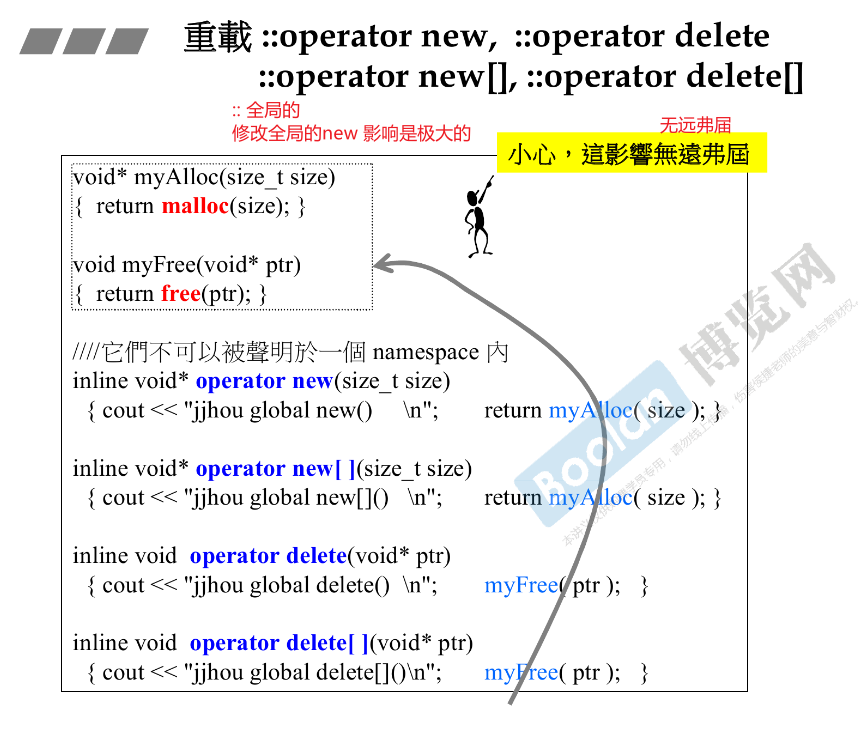 重載 ::operator new, ::operator delete
::operator new[], ::operator delete[]
:: 全局的
修改全局的new 影响是极大的
无远弗届
小心，這影響無遠弗屆
void* myAlloc(size_t size)
{ return malloc(size); }
void myFree(void* ptr)
{ return free(ptr); }
////它們不可以被聲明於一個 namespace 內
inline void* operator new(size_t size)
{ cout << "jjhou global new() \n"; return myAlloc( size ); }
inline void* operator new[ ](size_t size)
{ cout << "jjhou global new[]() \n"; return myAlloc( size ); }
inline void operator delete(void* ptr)
{ cout << "jjhou global delete() \n"; myFree( ptr ); }
inline void operator delete[ ](void* ptr)
{ cout << "jjhou global delete[]()\n"; myFree( ptr ); }
Boolan 博览网